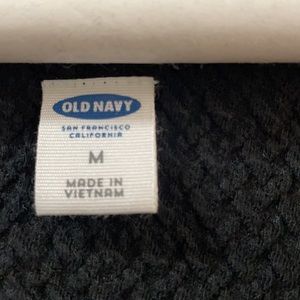 OLD NAVY
SAN FRANCISCO
CALIFORNIA
M
MADE IN
VIETNAM